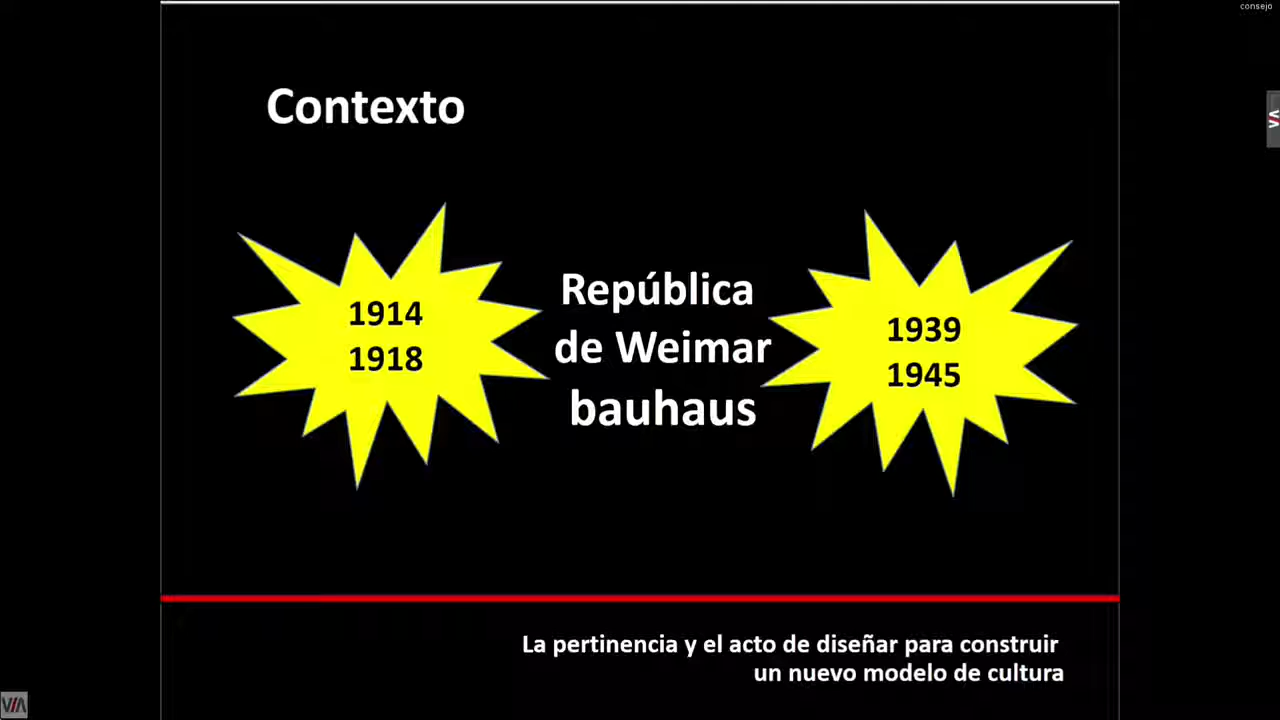 consejo
Contexto
1914
1918
República
de Weimar
bauhaus
1939
1945
La pertinencia y el acto de diseñar para construir
un nuevo modelo de cultura
VIA